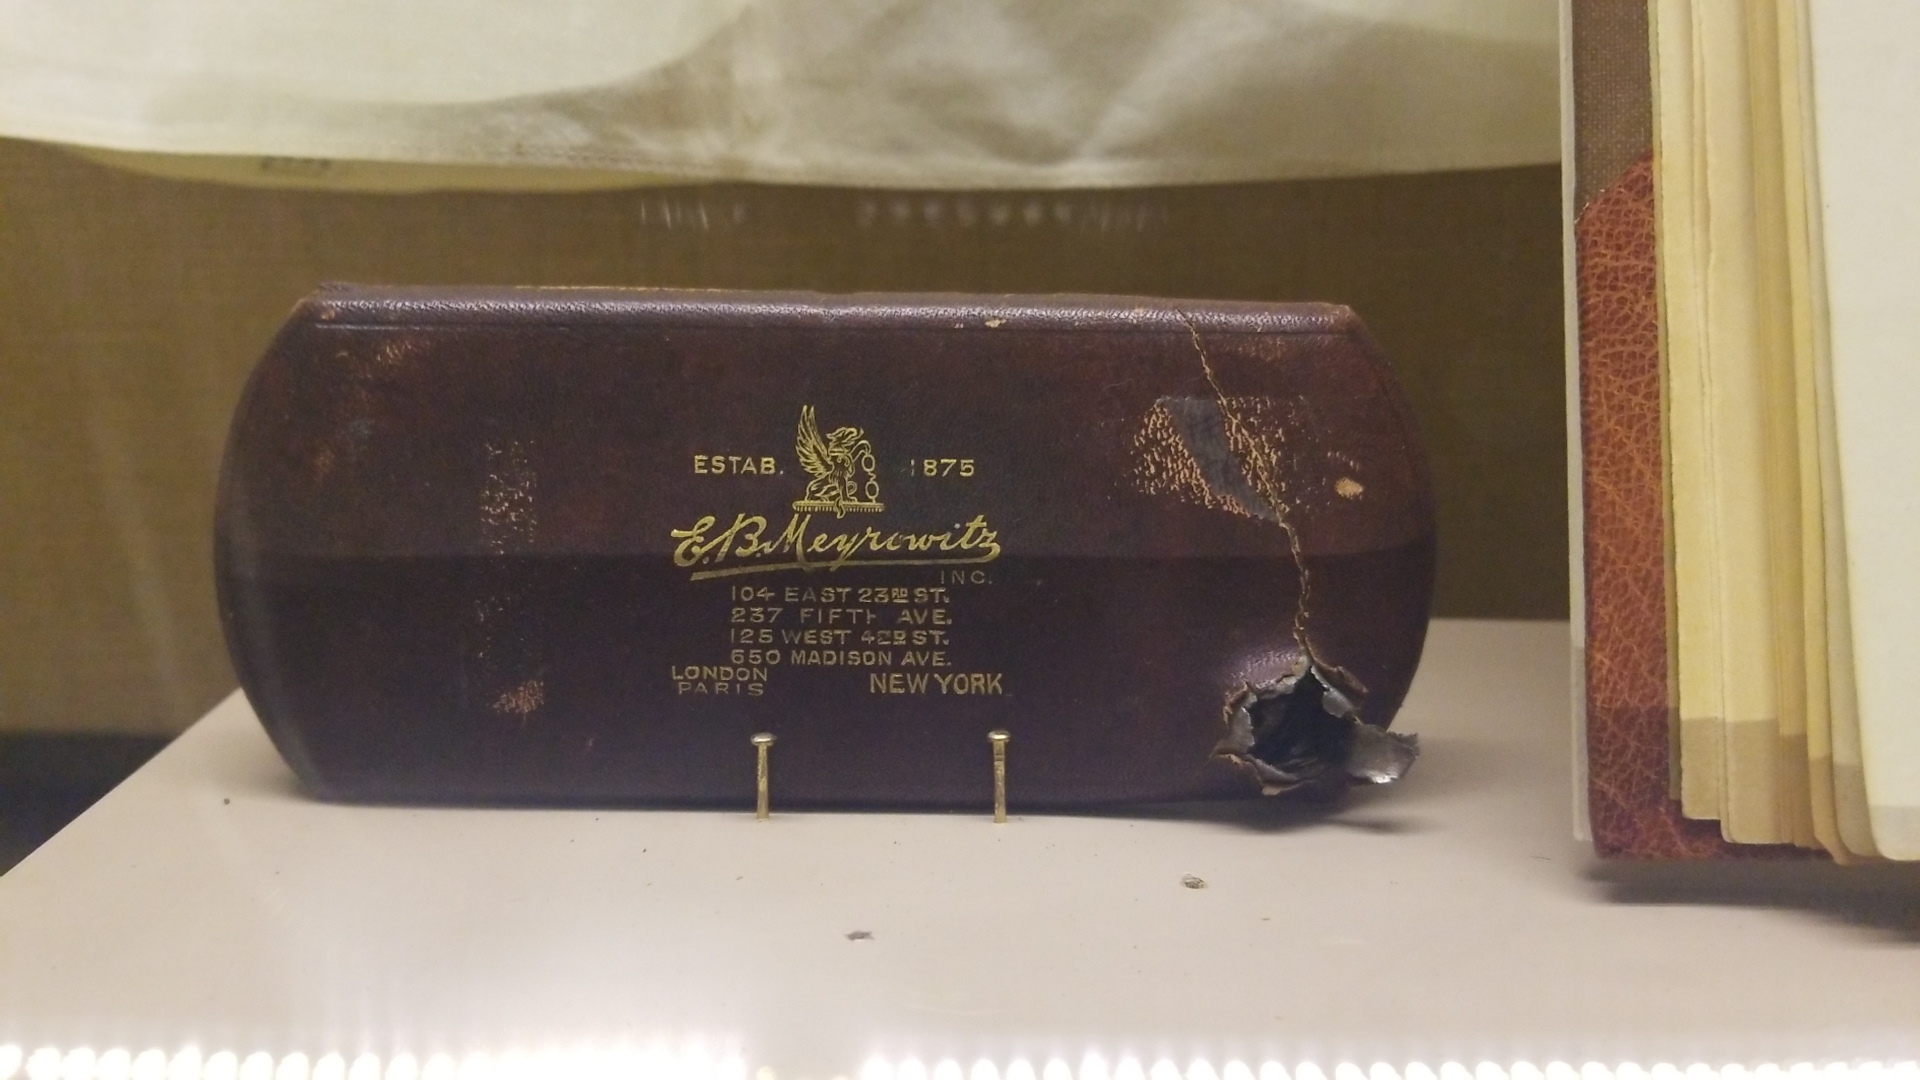 ESTAB. 1875
E.B. Meyrowitz
INC.
104 EAST 23RD ST.
237 FIFTH AVE.
125 WEST 42ND ST.
650 MADISON AVE.
LONDON
PARIS
NEW YORK